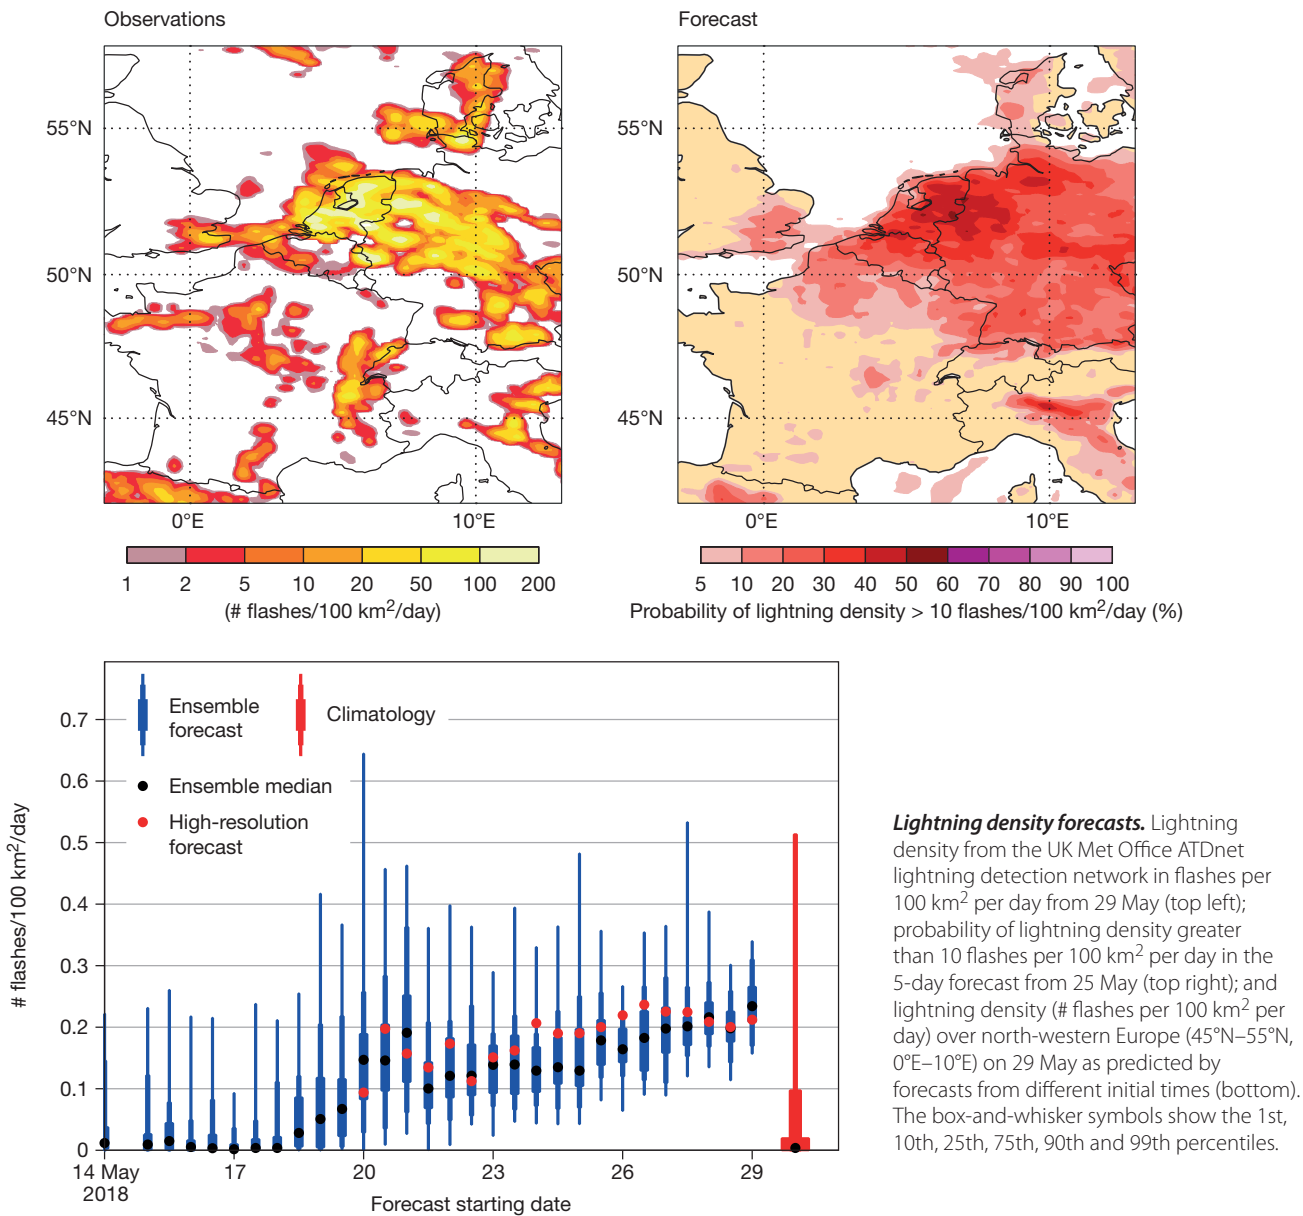 Observations
Forecast
55°N
50°N
45°N
0°E
10°E
55°N
50°N
45°N
0°E
10°E
1 2 5 10 20 50 100 200
(# flashes/100 km²/day)
5 10 20 30 40 50 60 70 80 90 100
Probability of lightning density > 10 flashes/100 km²/day (%)
# flashes/100 km²/day
0.7
0.6
0.5
0.4
0.3
0.2
0.1
0
Ensemble
forecast
Climatology
Ensemble median
High-resolution
forecast
14 May
2018
17
20
23
26
29
Forecast starting date
Lightning density forecasts. Lightning
density from the UK Met Office ATDnet
lightning detection network in flashes per
100 km² per day from 29 May (top left);
probability of lightning density greater
than 10 flashes per 100 km² per day in the
5-day forecast from 25 May (top right); and
lightning density (# flashes per 100 km² per
day) over north-western Europe (45°N–55°N,
0°E–10°E) on 29 May as predicted by
forecasts from different initial times (bottom).
The box-and-whisker symbols show the 1st,
10th, 25th, 75th, 90th and 99th percentiles.